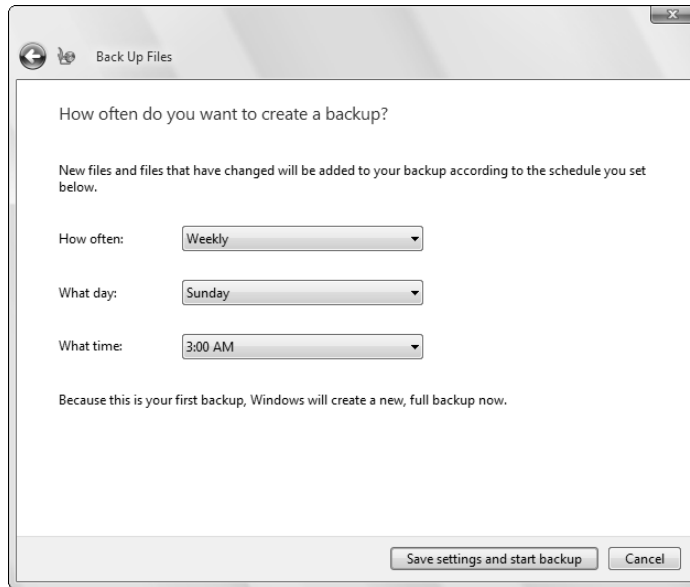 Back Up Files
How often do you want to create a backup?
New files and files that have changed will be added to your backup according to the schedule you set
below.
How often: Weekly
What day: Sunday
What time: 3:00 AM
Because this is your first backup, Windows will create a new, full backup now.
Save settings and start backup Cancel